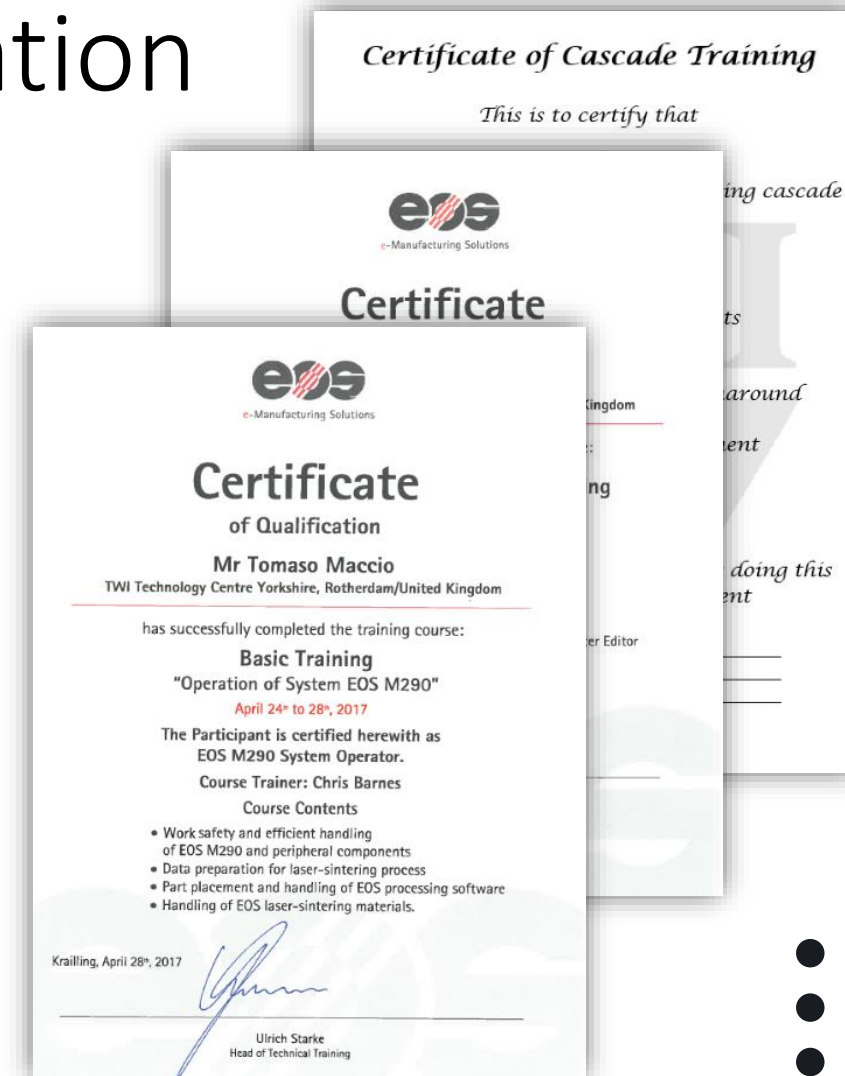 ation
Certificate of Cascade Training
This is to certify that
ing cascade
ts
around
ent
doing this
ent
eos
e-Manufacturing Solutions
Certificate
Kingdom
:
ng
er Editor
eos
e-Manufacturing Solutions
Certificate
of Qualification
Mr Tomaso Maccio
TWI Technology Centre Yorkshire, Rotherdam/United Kingdom
has successfully completed the training course:
Basic Training
"Operation of System EOS M290"
April 24th to 28th, 2017
The Participant is certified herewith as
EOS M290 System Operator.
Course Trainer: Chris Barnes
Course Contents
• Work safety and efficient handling
of EOS M290 and peripheral components
• Data preparation for laser-sintering process
• Part placement and handling of EOS processing software
• Handling of EOS laser-sintering materials.
Krailling, April 28th, 2017
Ulrich Starke
Head of Technical Training